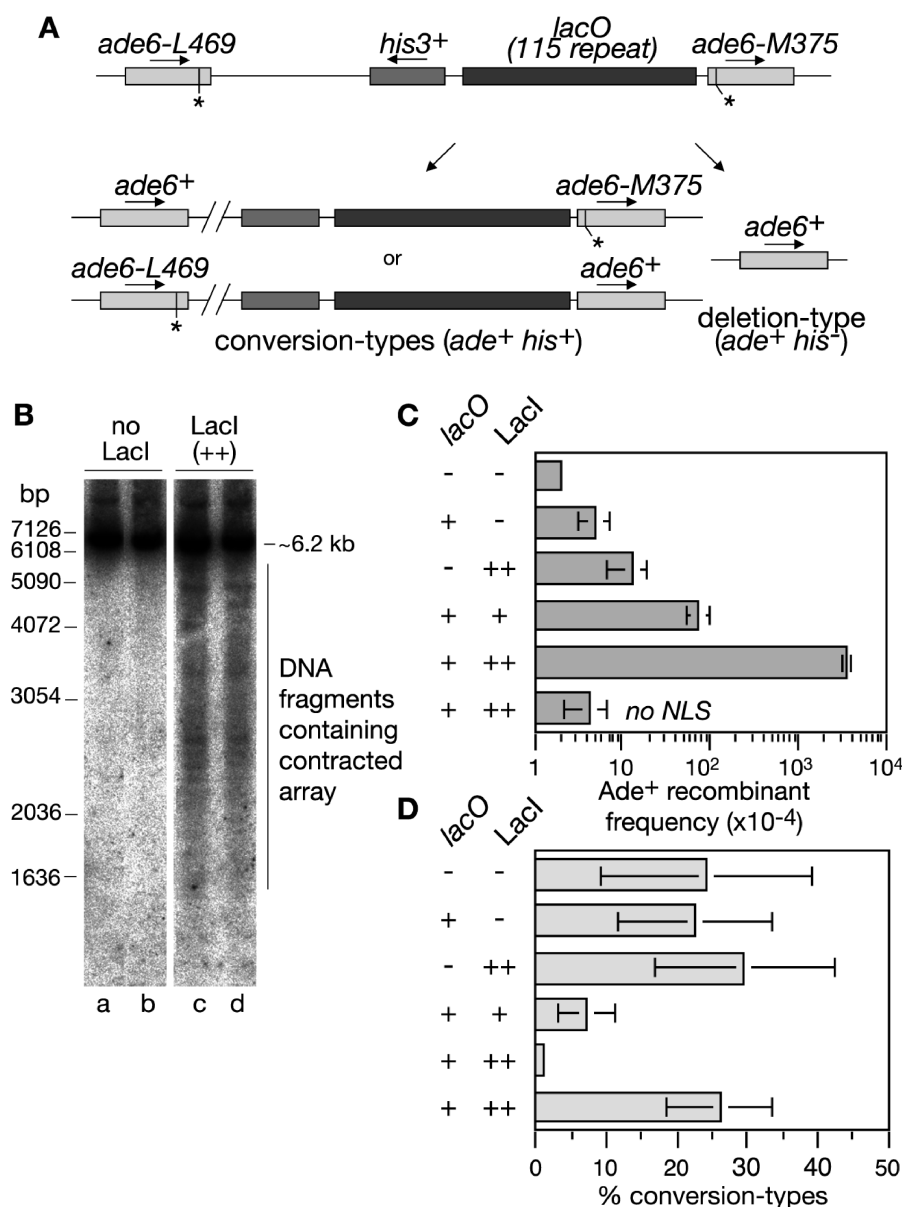 A
ade6-L469
his3+
lacO
(115 repeat)
ade6-M375
*
*
ade6+
ade6-M375
*
or
ade6-L469
ade6+
*
conversion-types (ade+ his+)
ade6+
deletion-type
(ade+ his-)
B
no
LacI
LacI
(++)
bp
7126
6108
5090
4072
3054
2036
1636
~6.2 kb
DNA
fragments
containing
contracted
array
a b c d
C
lacO LacI
- -
+ -
- ++
+ +
+ ++
+ ++ no NLS
1 10 10² 10³ 10⁴
Ade+ recombinant
frequency (x10⁻⁴)
D
lacO LacI
- -
+ -
- ++
+ +
+ ++
+ ++
0 10 20 30 40 50
% conversion-types